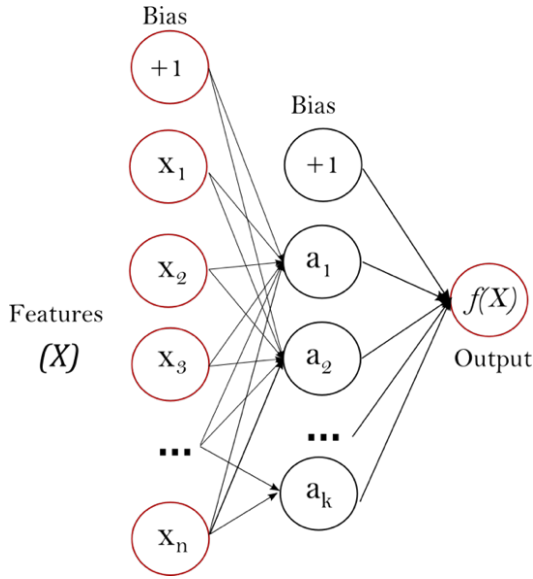 Bias
+1
x₁
x₂
x₃
...
xₙ
Features
(X)
Bias
+1
a₁
a₂
...
aₖ
f(X)
Output